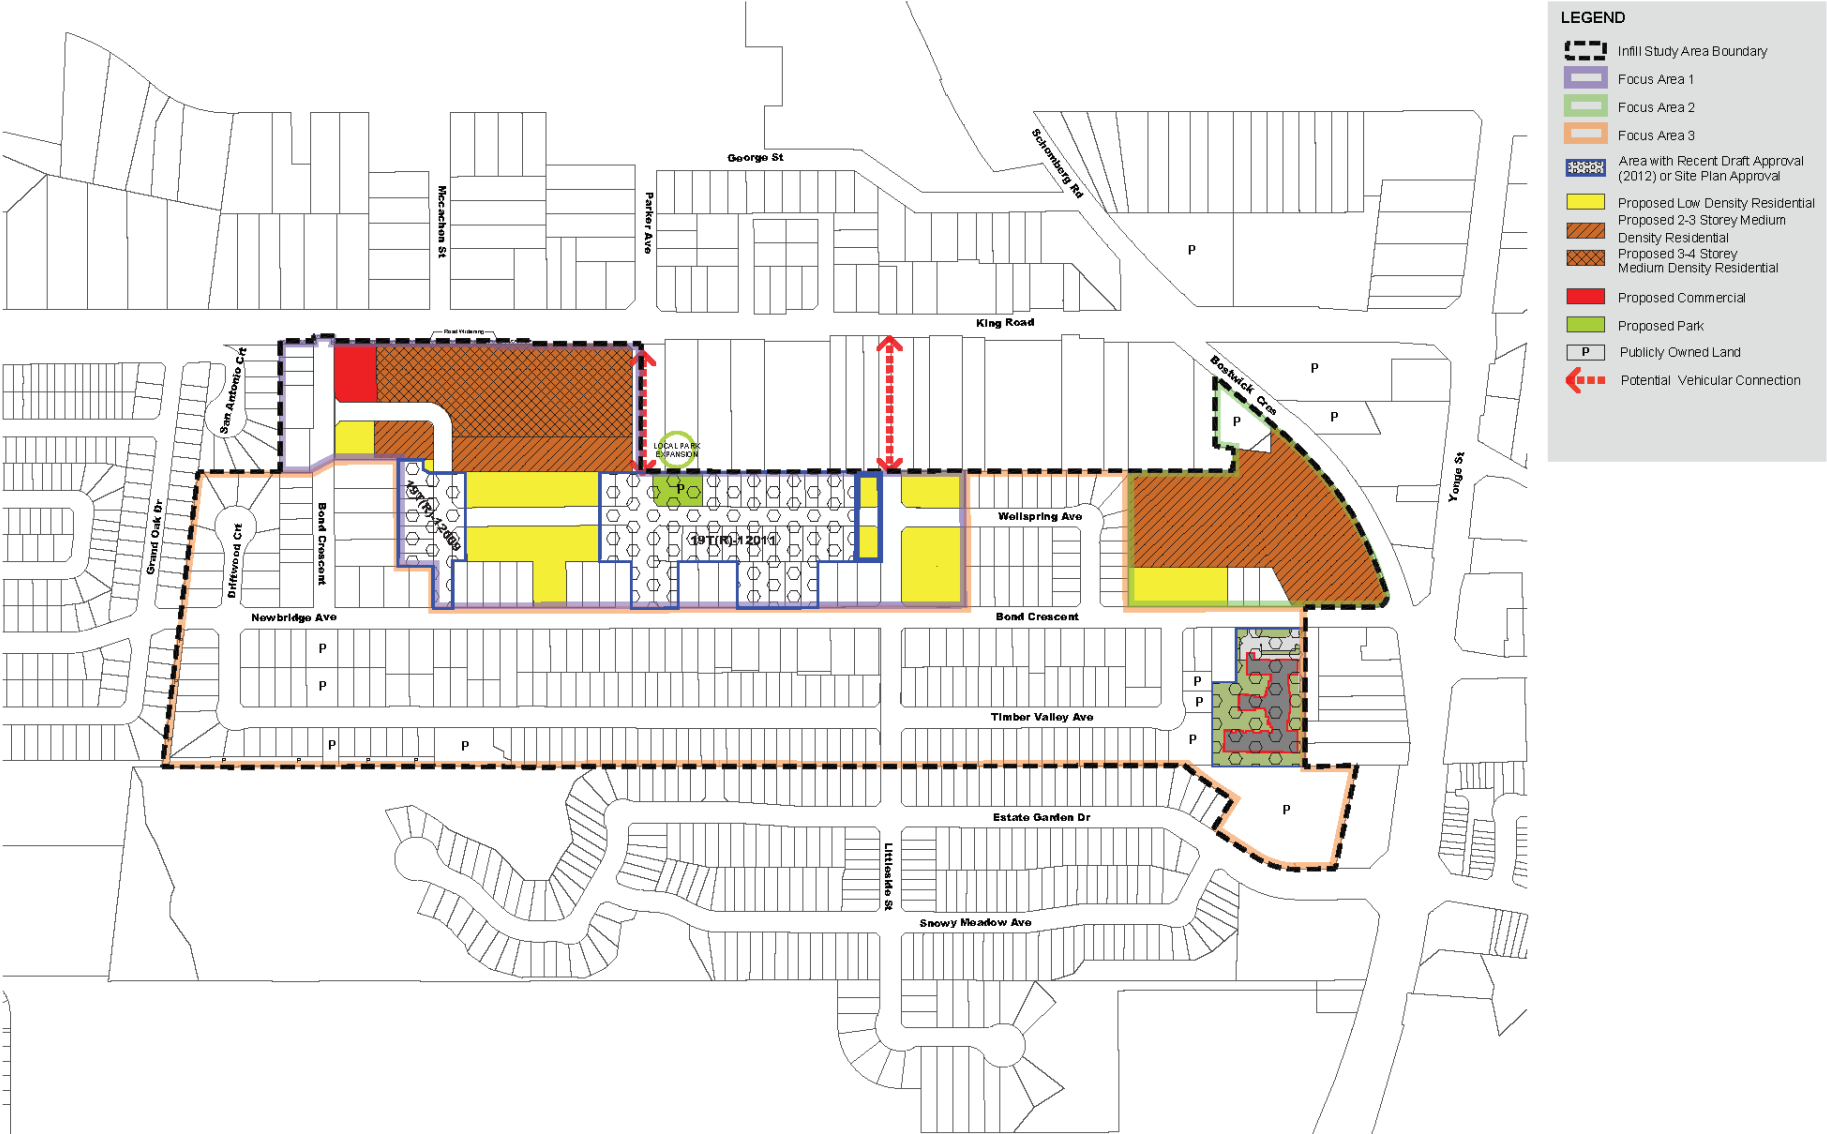 LEGEND
Infill Study Area Boundary
Focus Area 1
Focus Area 2
Focus Area 3
Area with Recent Draft Approval
(2012) or Site Plan Approval
Proposed Low Density Residential
Proposed 2-3 Storey Medium
Density Residential
Proposed 3-4 Storey
Medium Density Residential
Proposed Commercial
Proposed Park
P
Publicly Owned Land
Potential Vehicular Connection
George St
Schomberg Rd
Mccachen St
Parker Ave
P
King Road
Road Widening
San Antonio Crt
Bostwick Cres
P
P
P
LOCAL PARK
EXPANSION
Yonge St
Grand Oak Dr
Driftwood Crt
Bond Crescent
19T(R)-12009
P
19T(R)-12011
Wellspring Ave
Newbridge Ave
Bond Crescent
P
P
P
P
Timber Valley Ave
P
P
P
P
P
P
P
P
Estate Garden Dr
Littleside St
Snowy Meadow Ave